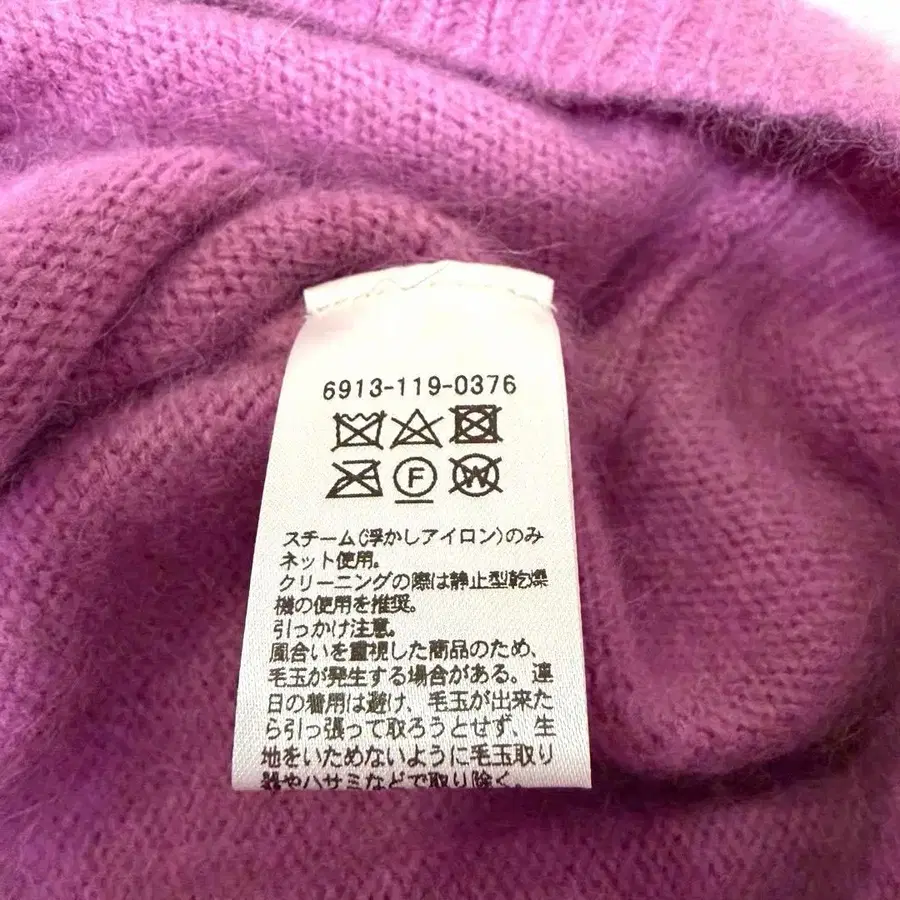 6913-119-0376
F W
スチーム(浮かしアイロン)のみ
ネット使用。
クリーニングの際は静止型乾燥
機の使用を推奨。
引っかけ注意。
風合いを重視した商品のため、
毛玉が発生する場合がある。連
日の着用は避け、毛玉が出来た
ら引っ張って取ろうとせず、生
地をいためないように毛玉取り
器やハサミなどで取り除く。